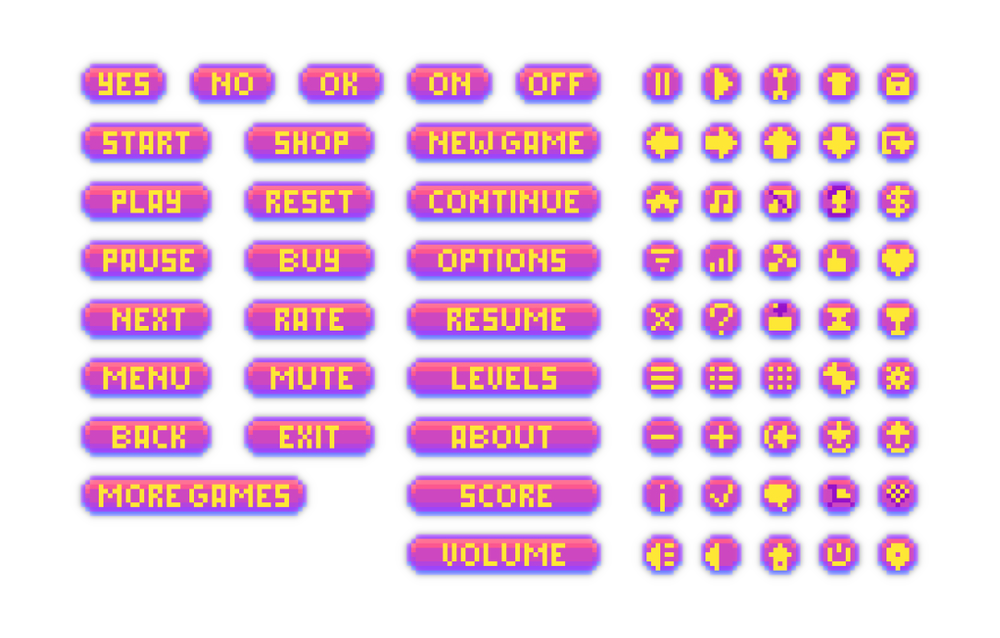 YES NO OK ON OFF
START SHOP NEW GAME
PLAY RESET CONTINUE
PAUSE BUY OPTIONS
NEXT RATE RESUME
MENU MUTE LEVELS
BACK EXIT ABOUT
MORE GAMES SCORE
VOLUME